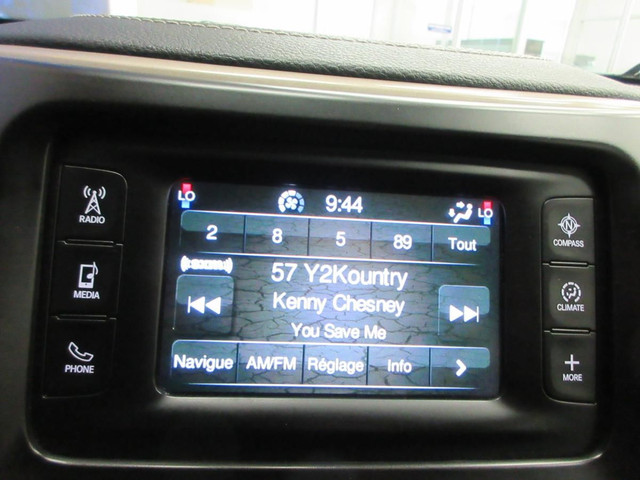 LO 9:44 LO
2 8 5 89 Tout
57 Y2Kountry
Kenny Chesney
You Save Me
Navigue AM/FM Réglage Info
RADIO
MEDIA
PHONE
N
COMPASS
CLIMATE
MORE